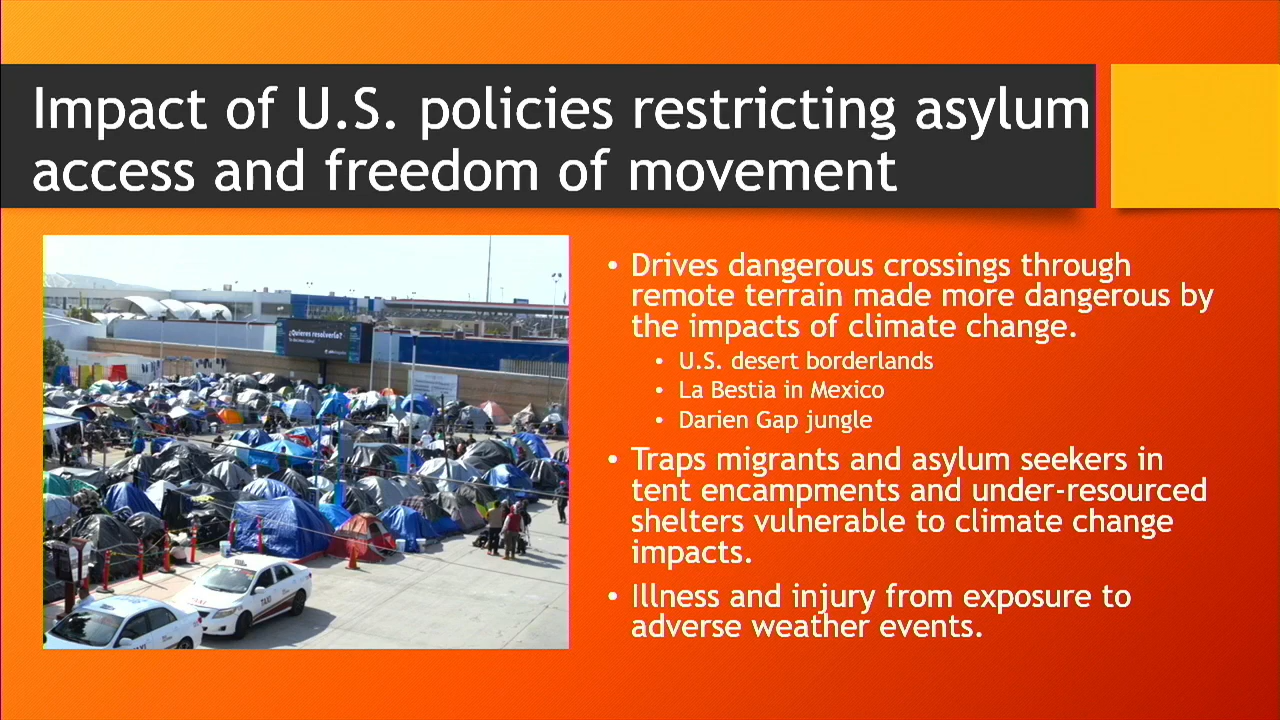 Impact of U.S. policies restricting asylum
access and freedom of movement
¿Quieres resolverla?
TAXI
TAXI
• Drives dangerous crossings through
remote terrain made more dangerous by
the impacts of climate change.
• U.S. desert borderlands
• La Bestia in Mexico
• Darien Gap jungle
• Traps migrants and asylum seekers in
tent encampments and under-resourced
shelters vulnerable to climate change
impacts.
• Illness and injury from exposure to
adverse weather events.